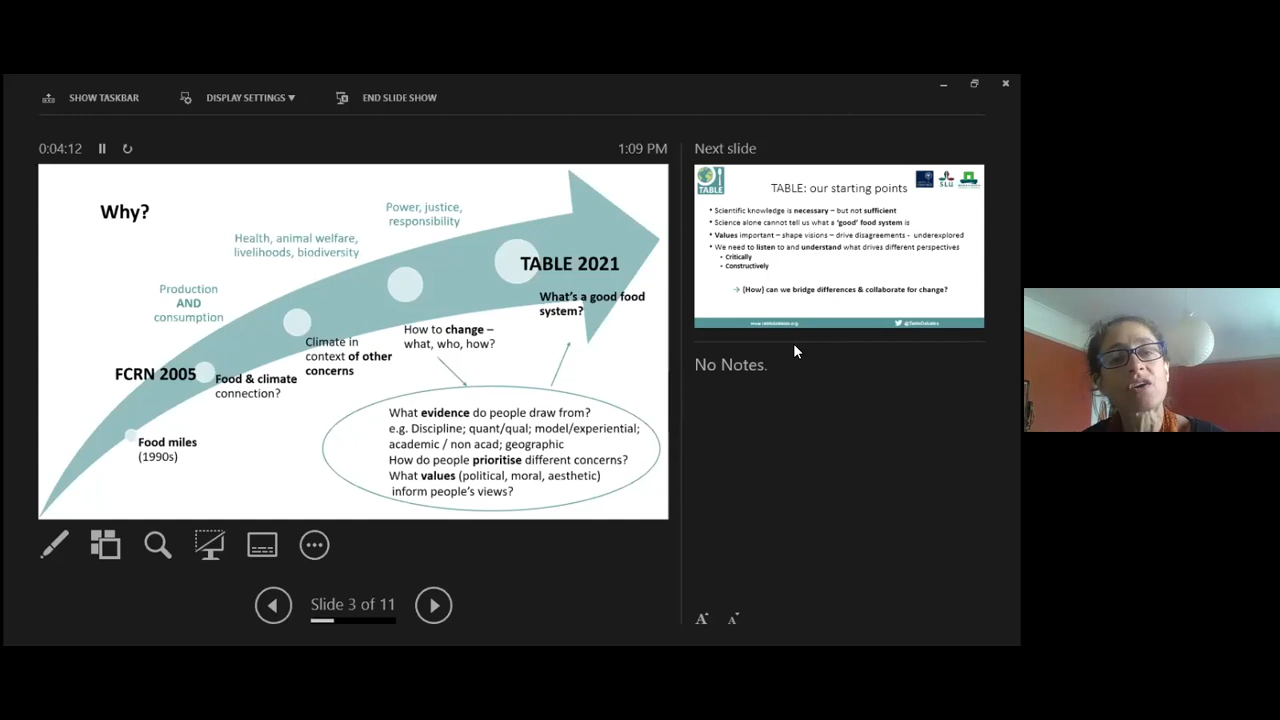 SHOW TASKBAR
DISPLAY SETTINGS ▼
END SLIDE SHOW
0:04:12
1:09 PM
Why?
Power, justice,
responsibility
Health, animal welfare,
livelihoods, biodiversity
Production
AND
consumption
TABLE 2021
What's a good food
system?
How to change –
what, who, how?
Climate in
context of other
concerns
FCRN 2005
Food & climate
connection?
Food miles
(1990s)
What evidence do people draw from?
e.g. Discipline; quant/qual; model/experiential;
academic / non acad; geographic
How do people prioritise different concerns?
What values (political, moral, aesthetic)
inform people's views?
Slide 3 of 11
Next slide
TABLE
SLU
TABLE: our starting points
• Scientific knowledge is necessary – but not sufficient
• Science alone cannot tell us what a 'good' food system is
• Values important – shape visions – drive disagreements - underexplored
• We need to listen to and understand what drives different perspectives
• Critically
• Constructively
→ (How) can we bridge differences & collaborate for change?
@TableDebates
No Notes.
A
A